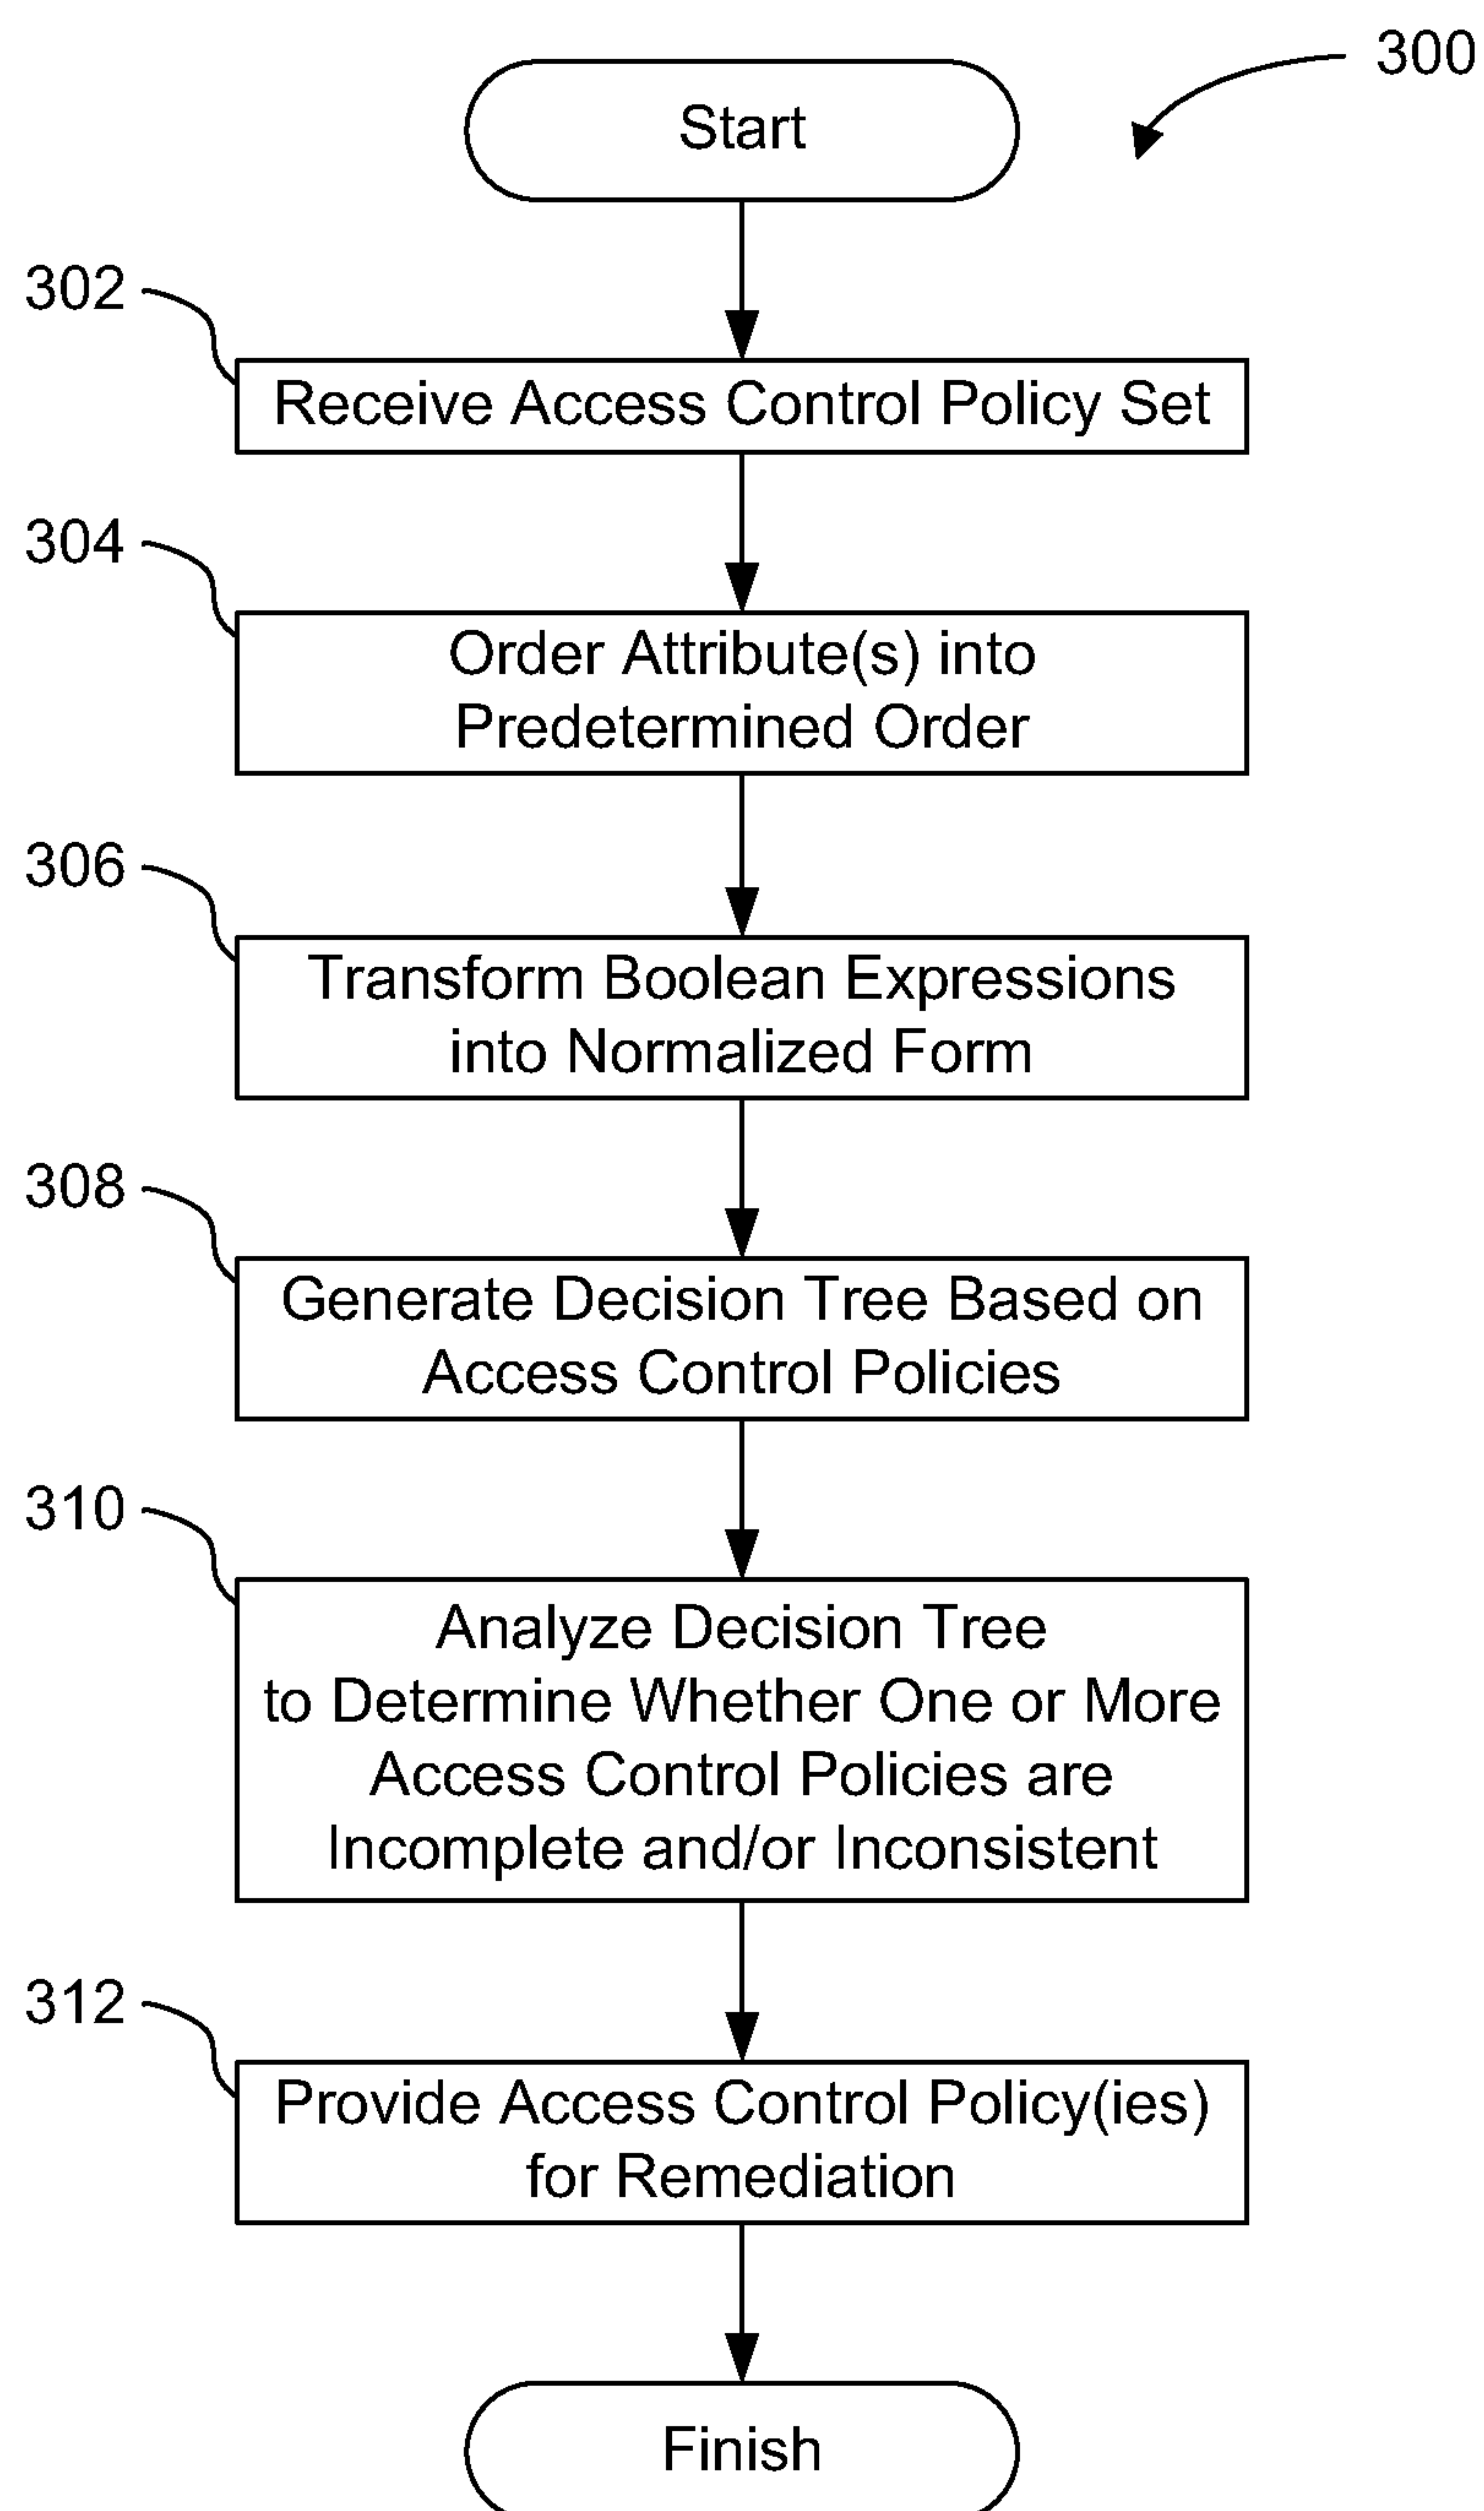 300
Start
302
Receive Access Control Policy Set
304
Order Attribute(s) into
Predetermined Order
306
Transform Boolean Expressions
into Normalized Form
308
Generate Decision Tree Based on
Access Control Policies
310
Analyze Decision Tree
to Determine Whether One or More
Access Control Policies are
Incomplete and/or Inconsistent
312
Provide Access Control Policy(ies)
for Remediation
Finish